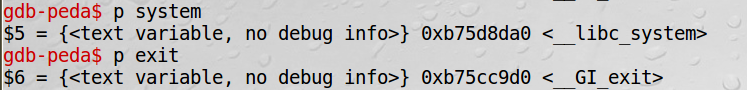 gdb-peda$ p system
$5 = {<text variable, no debug info>} 0xb75d8da0 <__libc_system>
gdb-peda$ p exit
$6 = {<text variable, no debug info>} 0xb75cc9d0 <__GI_exit>